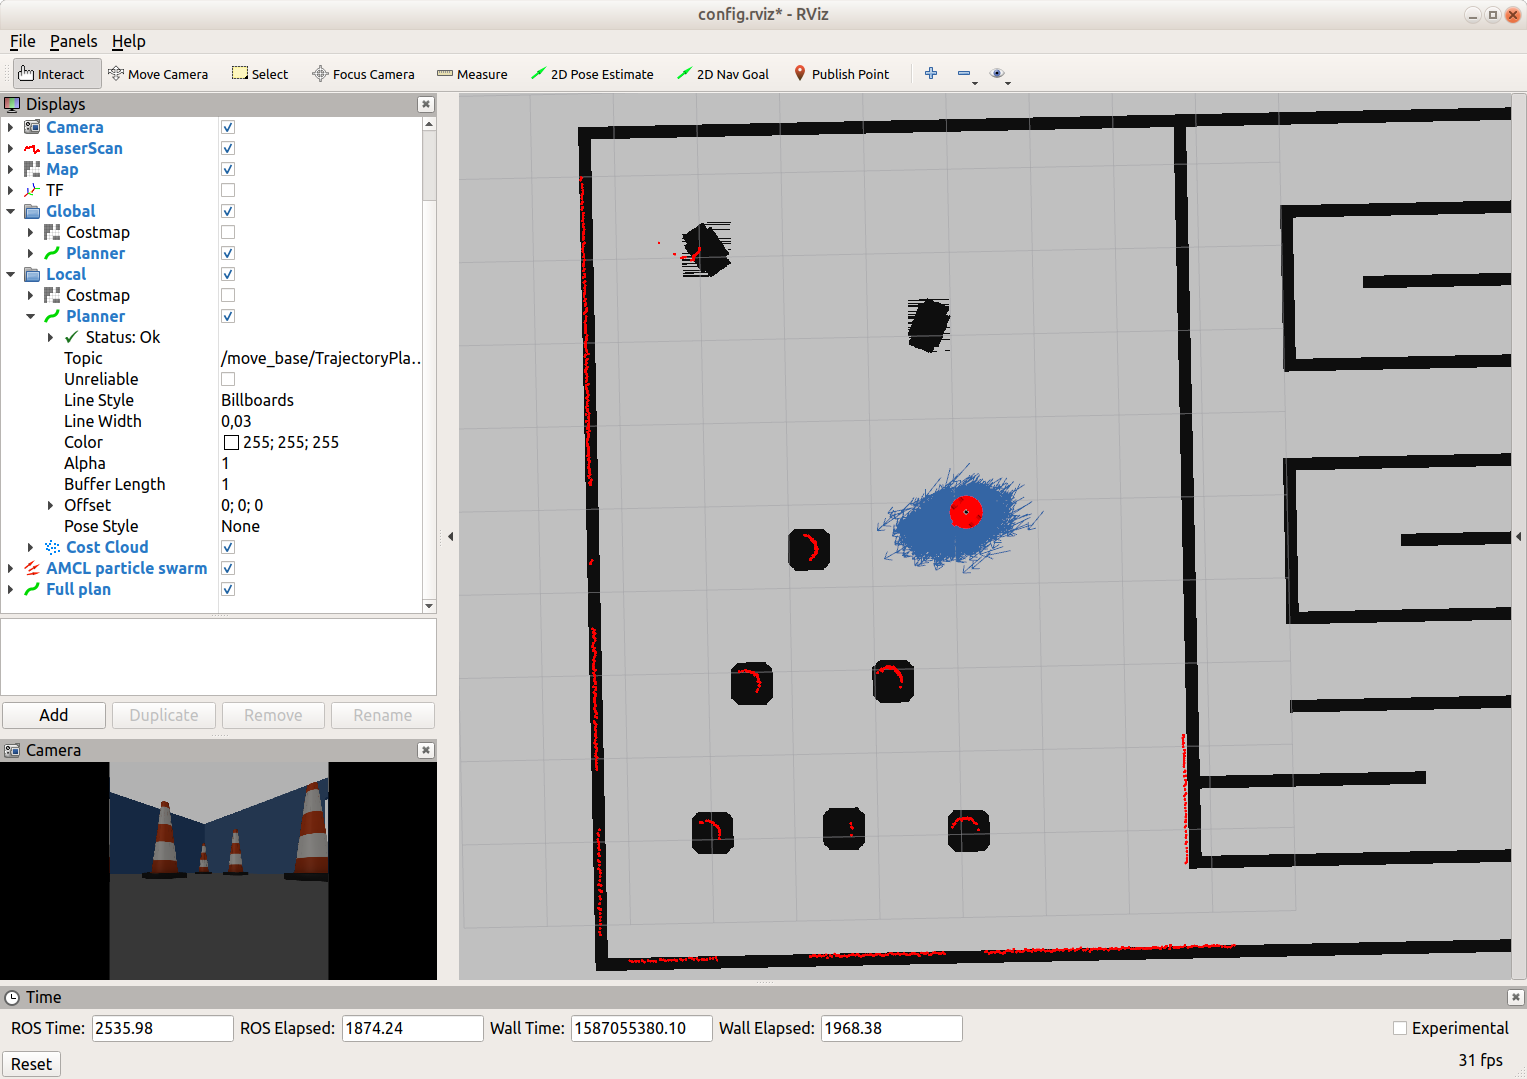 config.rviz* - RViz
File Panels Help
Interact Move Camera Select Focus Camera Measure 2D Pose Estimate 2D Nav Goal Publish Point
Displays
Camera
LaserScan
Map
TF
Global
Costmap
Planner
Local
Costmap
Planner
Status: Ok
Topic /move_base/TrajectoryPla...
Unreliable
Line Style Billboards
Line Width 0,03
Color 255; 255; 255
Alpha 1
Buffer Length 1
Offset 0; 0; 0
Pose Style None
Cost Cloud
AMCL particle swarm
Full plan
Add Duplicate Remove Rename
Camera
Time
ROS Time: 2535.98 ROS Elapsed: 1874.24 Wall Time: 1587055380.10 Wall Elapsed: 1968.38 Experimental
Reset 31 fps